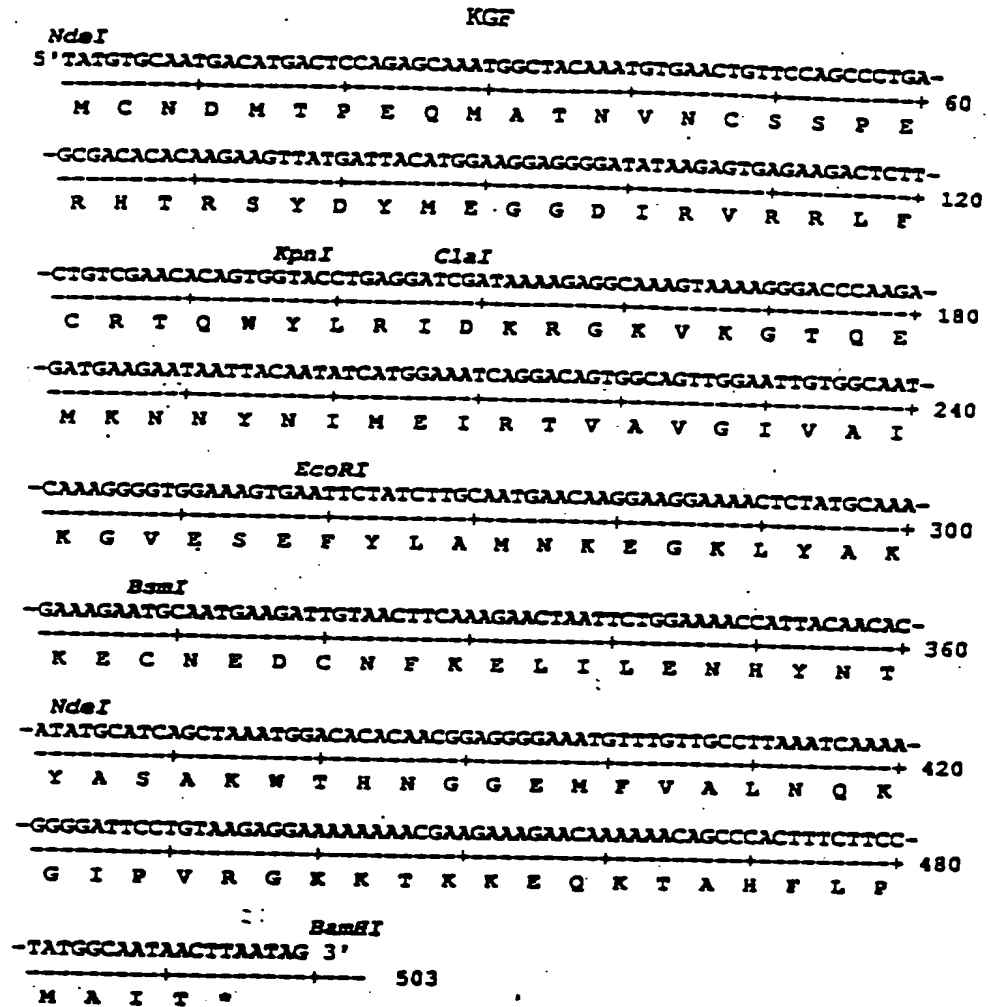 KGF
NdeI
5'TATGTGCAATGACATGACTCCAGAGCAAATGGCTACAAATGTGAACTGTTCCAGCCCTGA-
---------+---------+---------+---------+---------+---------+ 60
M C N D M T P E Q M A T N V N C S S P E
-GCGACACACAAGAAGTTATGATTACATGGAAGGAGGGGATATAAGAGTGAGAAGACTCTT-
---------+---------+---------+---------+---------+---------+ 120
R H T R S Y D Y M E G G D I R V R R L F
KpnI ClaI
-CTGTCGAACACAGTGGTACCTGAGGATCGATAAAAGAGGCAAAGTAAAAGGGACCCAAGA-
---------+---------+---------+---------+---------+---------+ 180
C R T Q W Y L R I D K R G K V K G T Q E
-GATGAAGAATAATTACAATATCATGGAAATCAGGACAGTGGCAGTTGGAATTGTGGCAAT-
---------+---------+---------+---------+---------+---------+ 240
M K N N Y N I M E I R T V A V G I V A I
EcoRI
-CAAAGGGGTGGAAAGTGAATTCTATCTTGCAATGAACAAGGAAGGAAAACTCTATGCAAA-
---------+---------+---------+---------+---------+---------+ 300
K G V E S E F Y L A M N K E G K L Y A K
BsmI
-GAAAGAATGCAATGAAGATTGTAACTTCAAAGAACTAATTCTGGAAAACCATTACAACAC-
---------+---------+---------+---------+---------+---------+ 360
K E C N E D C N F K E L I L E N H Y N T
NdeI
-ATATGCATCAGCTAAATGGACACACAACGGAGGGGAAATGTTTGTTGCCTTAAATCAAAA-
---------+---------+---------+---------+---------+---------+ 420
Y A S A K W T H N G G E M F V A L N Q K
-GGGGATTCCTGTAAGAGGAAAAAAAACGAAGAAAGAACAAAAAACAGCCCACTTTCTTCC-
---------+---------+---------+---------+---------+---------+ 480
G I P V R G K K T K K E Q K T A H F L P
BamHI
-TATGGCAATAACTTAATAG 3'
---------+---------+--- 503
M A I T *